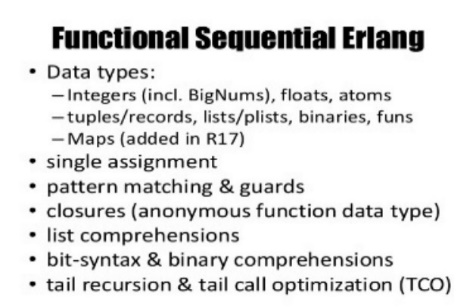 Functional Sequential Erlang
• Data types:
– Integers (incl. BigNums), floats, atoms
– tuples/records, lists/plists, binaries, funs
– Maps (added in R17)
• single assignment
• pattern matching & guards
• closures (anonymous function data type)
• list comprehensions
• bit-syntax & binary comprehensions
• tail recursion & tail call optimization (TCO)